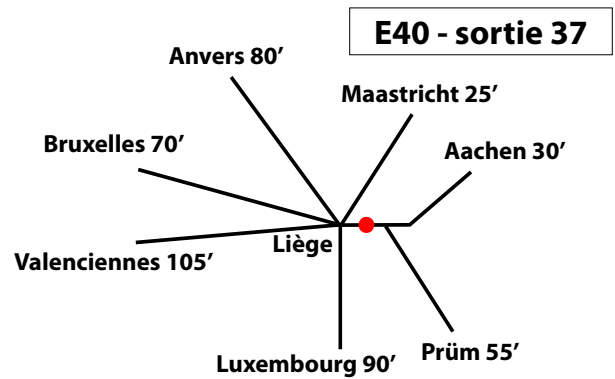 E40 - sortie 37
Anvers 80’
Maastricht 25’
Bruxelles 70’
Aachen 30’
Liège
Valenciennes 105’
Prüm 55’
Luxembourg 90’